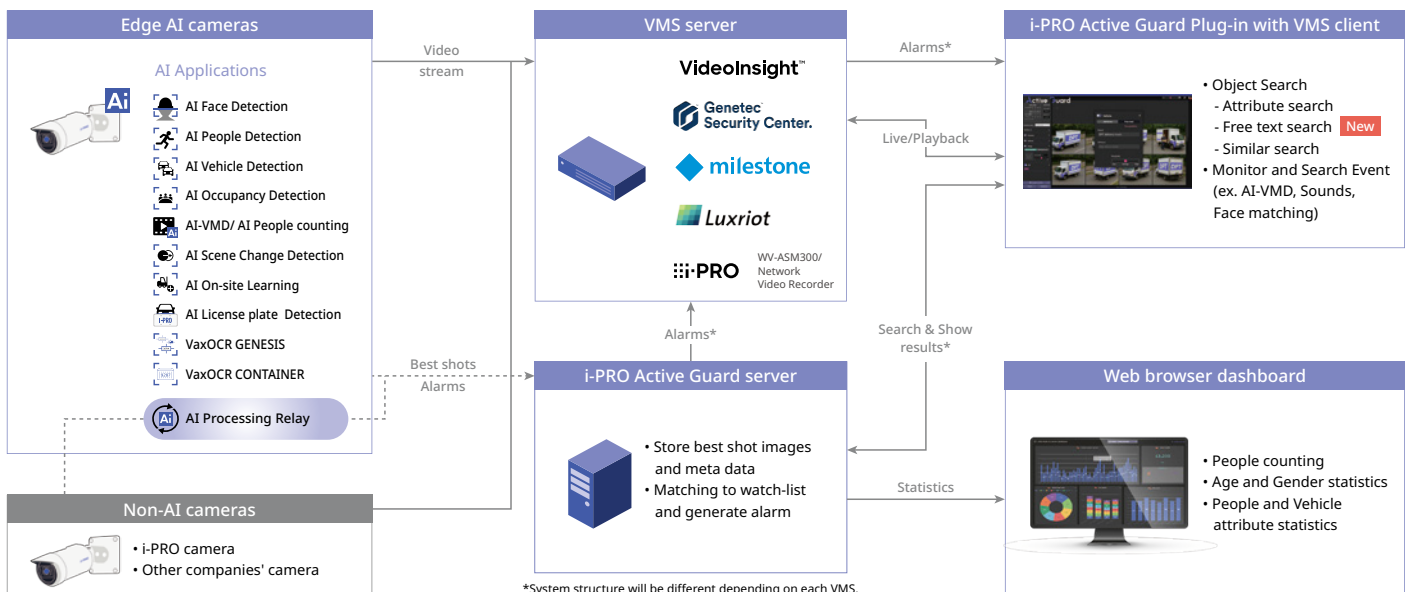 Edge AI cameras
AI Applications
Ai
AI Face Detection
AI People Detection
AI Vehicle Detection
AI Occupancy Detection
AI-VMD/ AI People counting
Ai
AI Scene Change Detection
AI On-site Learning
AI License plate Detection
i-PRO
VaxOCR GENESIS
VaxOCR CONTAINER
Ai
AI Processing Relay
Non-AI cameras
• i-PRO camera
• Other companies' camera
Video
stream
Best shots
Alarms
VMS server
VideoInsight™
Genetec™
Security Center.
milestone
Luxriot
i-PRO
WV-ASM300/
Network
Video Recorder
Alarms*
i-PRO Active Guard server
• Store best shot images
and meta data
• Matching to watch-list
and generate alarm
*System structure will be different depending on each VMS.
Alarms*
Live/Playback
Search & Show
results*
Statistics
i-PRO Active Guard Plug-in with VMS client
• Object Search
- Attribute search
- Free text search New
- Similar search
• Monitor and Search Event
(ex. AI-VMD, Sounds,
Face matching)
Web browser dashboard
• People counting
• Age and Gender statistics
• People and Vehicle
attribute statistics